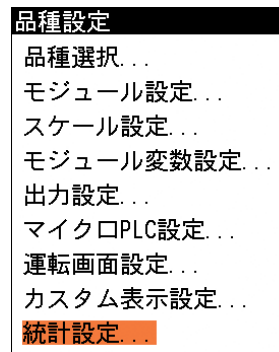 品種設定
品種選択...
モジュール設定...
スケール設定...
モジュール変数設定...
出力設定...
マイクロPLC設定...
運転画面設定...
カスタム表示設定...
統計設定...